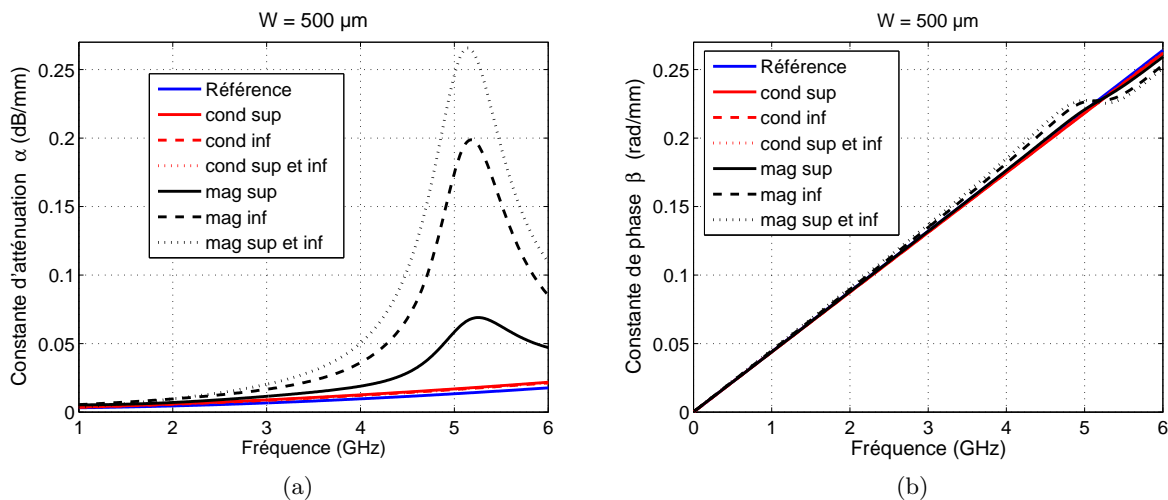 W = 500 µm
Constante d'atténuation α (dB/mm)
0.25
0.2
0.15
0.1
0.05
0
1
2
3
4
5
6
Fréquence (GHz)
Référence
cond sup
cond inf
cond sup et inf
mag sup
mag inf
mag sup et inf
(a)
W = 500 µm
Constante de phase β (rad/mm)
0.25
0.2
0.15
0.1
0.05
0
0
1
2
3
4
5
6
Fréquence (GHz)
Référence
cond sup
cond inf
cond sup et inf
mag sup
mag inf
mag sup et inf
(b)